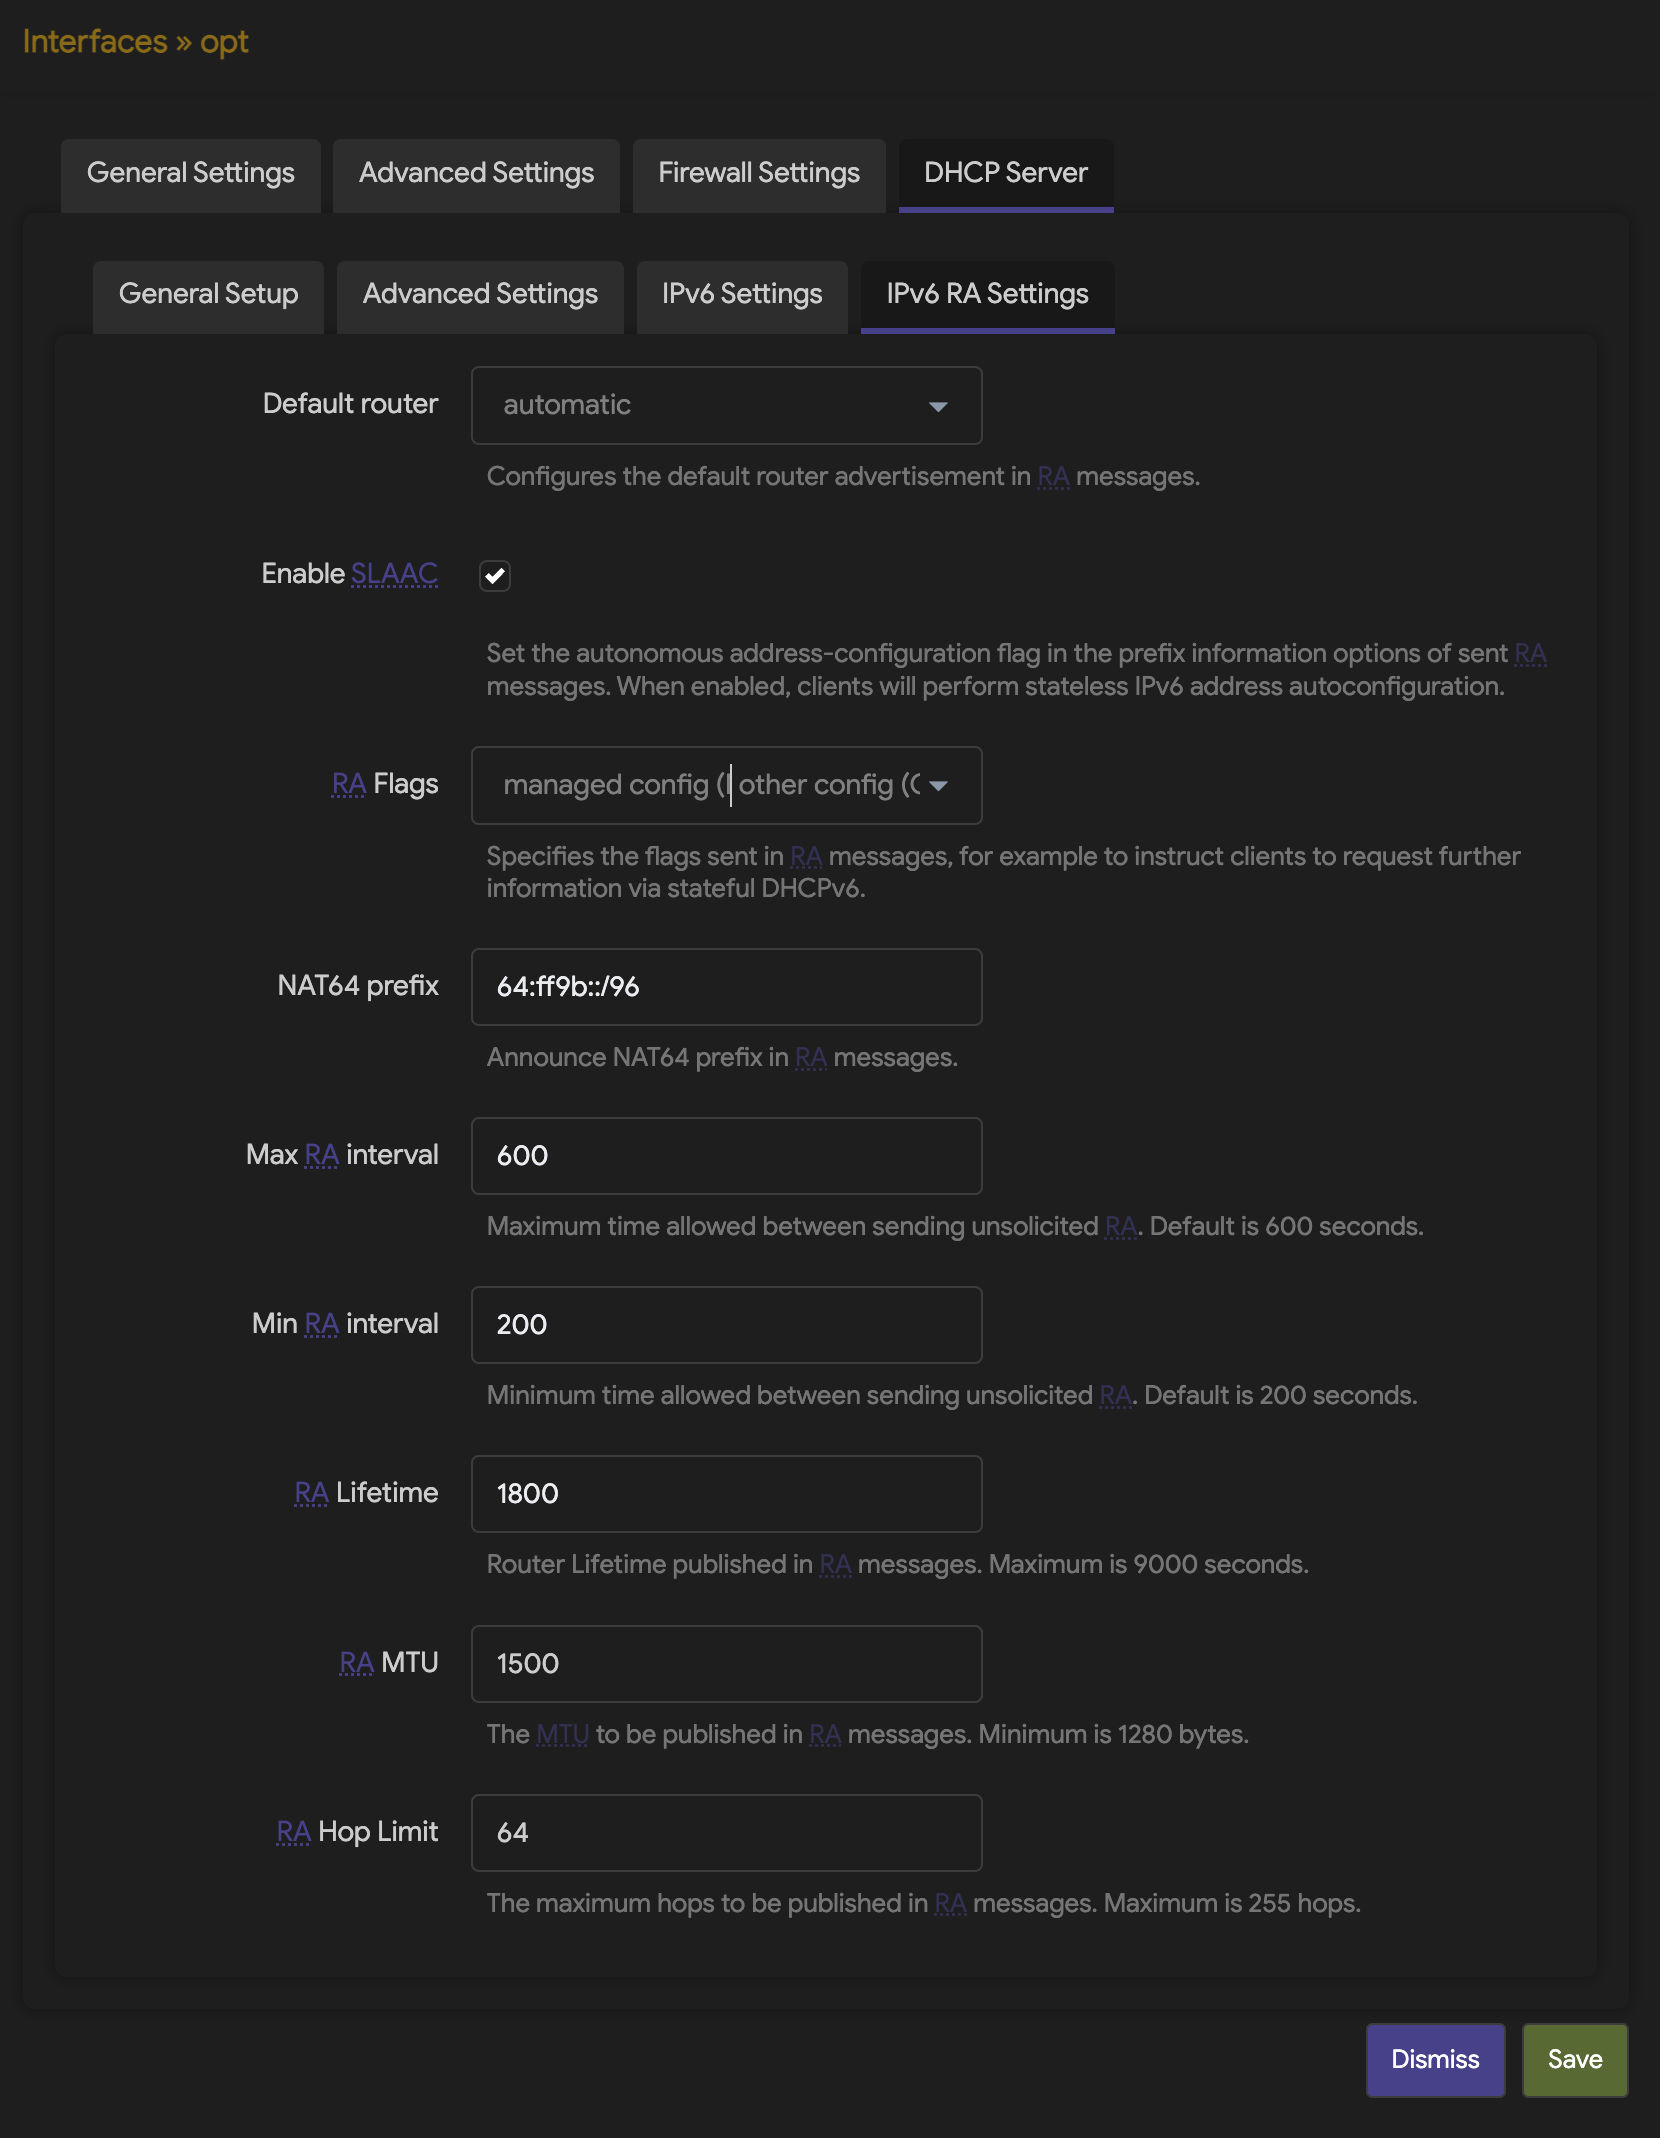 Interfaces » opt
General Settings Advanced Settings Firewall Settings DHCP Server
General Setup Advanced Settings IPv6 Settings IPv6 RA Settings
Default router automatic
Configures the default router advertisement in RA messages.
Enable SLAAC
Set the autonomous address-configuration flag in the prefix information options of sent RA
messages. When enabled, clients will perform stateless IPv6 address autoconfiguration.
RA Flags managed config ( other config (
Specifies the flags sent in RA messages, for example to instruct clients to request further
information via stateful DHCPv6.
NAT64 prefix 64:ff9b::/96
Announce NAT64 prefix in RA messages.
Max RA interval 600
Maximum time allowed between sending unsolicited RA. Default is 600 seconds.
Min RA interval 200
Minimum time allowed between sending unsolicited RA. Default is 200 seconds.
RA Lifetime 1800
Router Lifetime published in RA messages. Maximum is 9000 seconds.
RA MTU 1500
The MTU to be published in RA messages. Minimum is 1280 bytes.
RA Hop Limit 64
The maximum hops to be published in RA messages. Maximum is 255 hops.
Dismiss Save